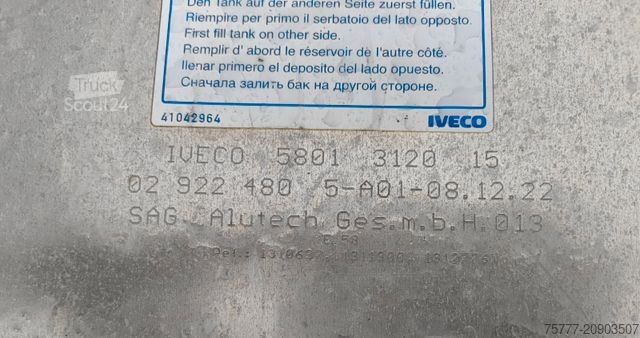 Den Tank auf der anderen Seite zuerst füllen.
Riempire per primo il serbatoio del lato opposto.
First fill tank on other side.
Remplir d' abord le réservoir de l'autre côté.
llenar primero el deposito del lado opuesto.
Сначала залить бак на другой стороне.
41042964 IVECO
Truck
Scout24
IVECO 5801 3120 15
02 922 480 5-A01-08.12.22
SAG Alutech Ges.m.b.H. 013
75777-20903507